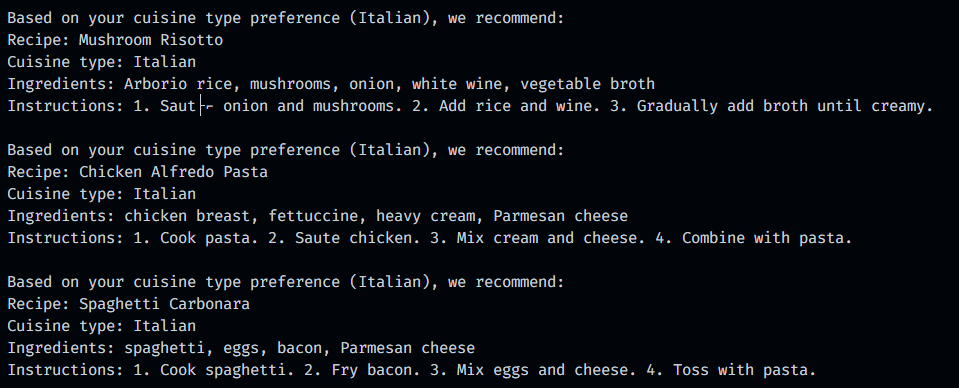 Based on your cuisine type preference (Italian), we recommend:
Recipe: Mushroom Risotto
Cuisine type: Italian
Ingredients: Arborio rice, mushrooms, onion, white wine, vegetable broth
Instructions: 1. Saut├⌐ onion and mushrooms. 2. Add rice and wine. 3. Gradually add broth until creamy.
Based on your cuisine type preference (Italian), we recommend:
Recipe: Chicken Alfredo Pasta
Cuisine type: Italian
Ingredients: chicken breast, fettuccine, heavy cream, Parmesan cheese
Instructions: 1. Cook pasta. 2. Saute chicken. 3. Mix cream and cheese. 4. Combine with pasta.
Based on your cuisine type preference (Italian), we recommend:
Recipe: Spaghetti Carbonara
Cuisine type: Italian
Ingredients: spaghetti, eggs, bacon, Parmesan cheese
Instructions: 1. Cook spaghetti. 2. Fry bacon. 3. Mix eggs and cheese. 4. Toss with pasta.